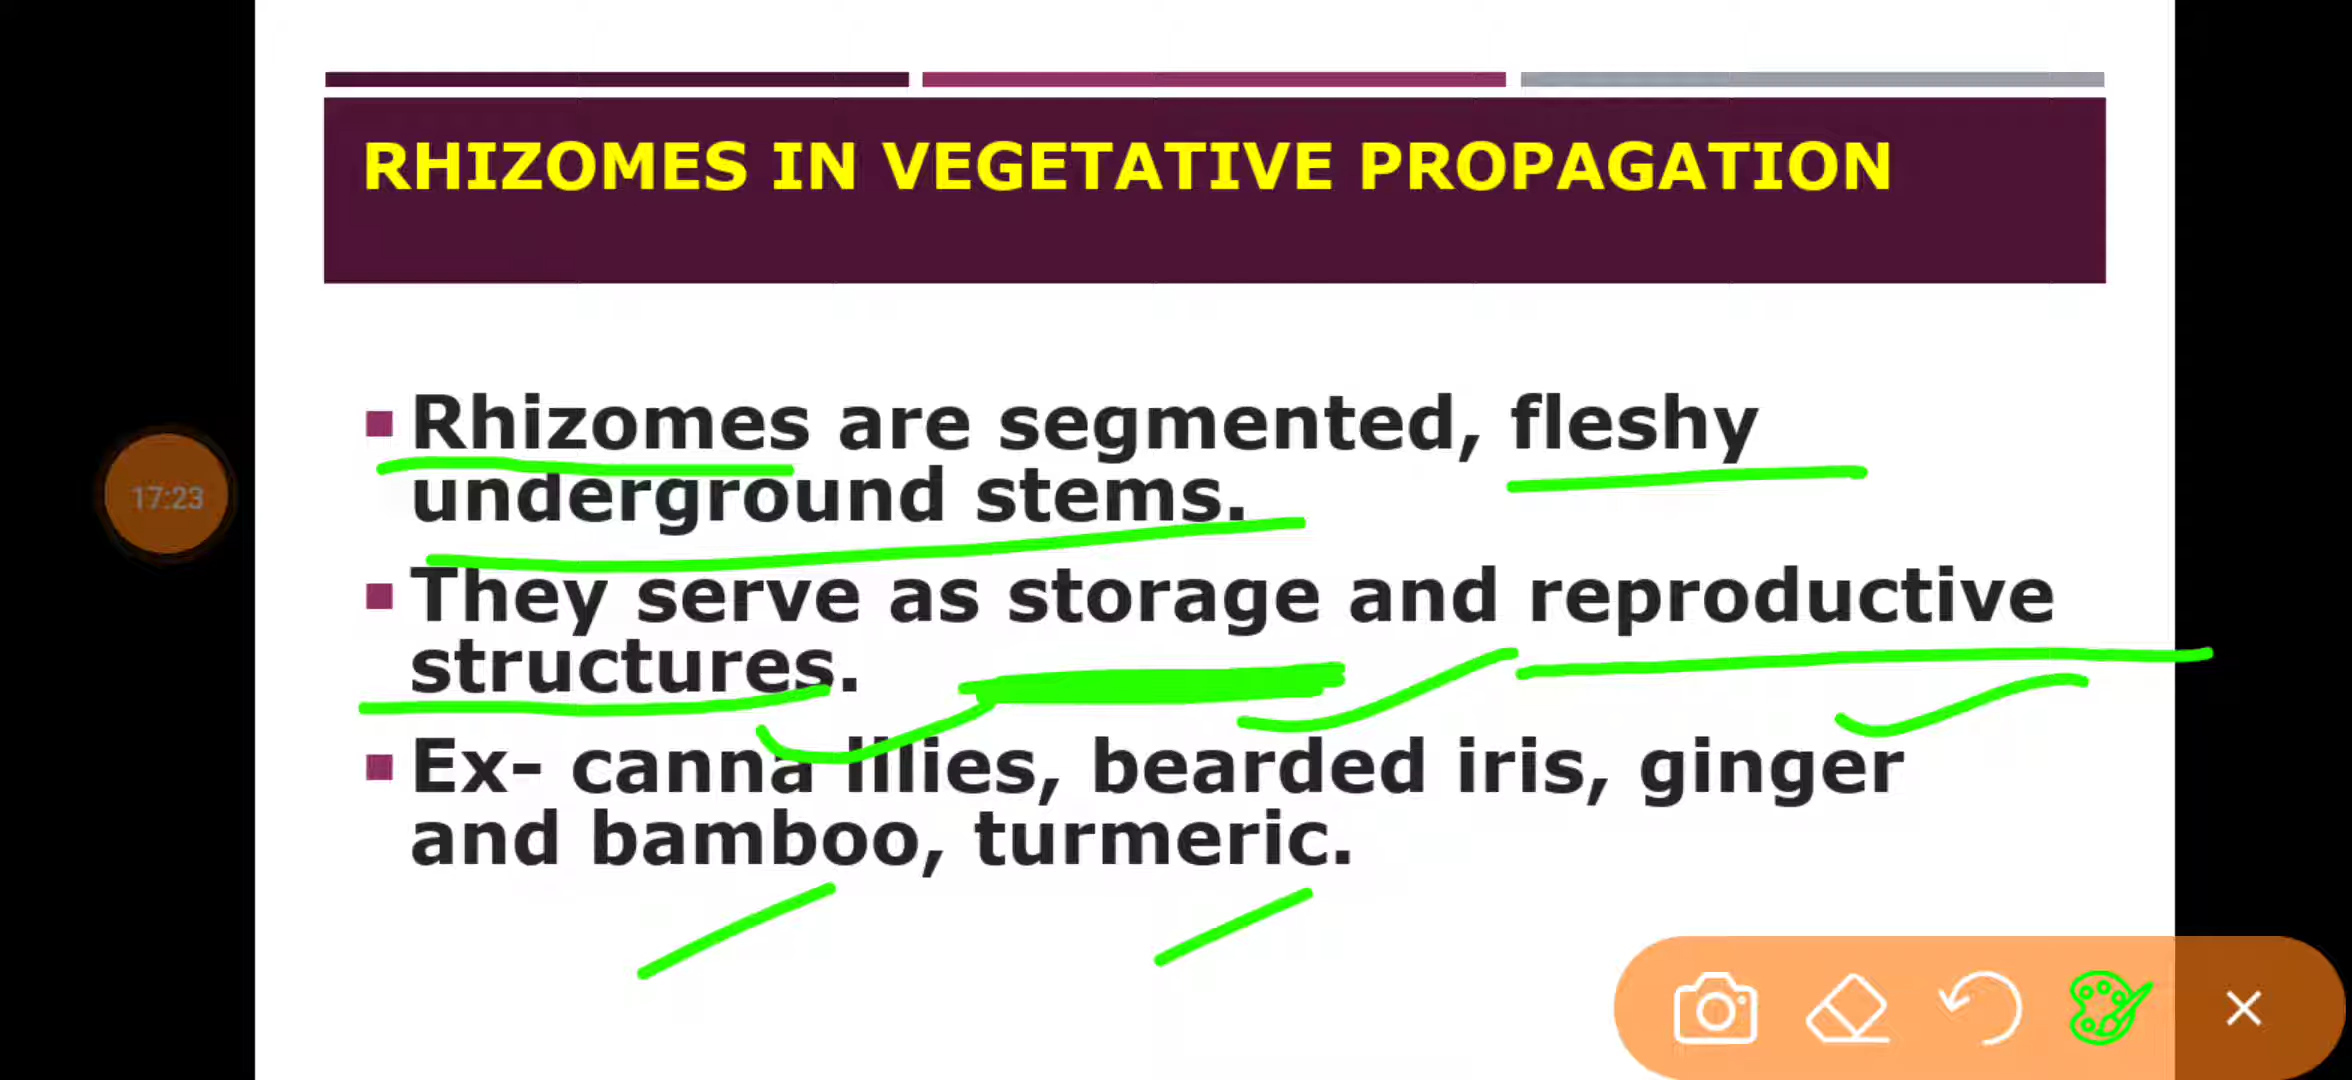 RHIZOMES IN VEGETATIVE PROPAGATION
Rhizomes are segmented, fleshy
underground stems.
17:23
They serve as storage and reproductive
structures.
Ex- canna lilies, bearded iris, ginger
and bamboo, turmeric.